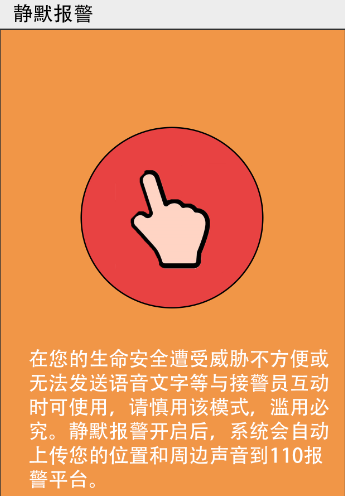 静默报警
在您的生命安全遭受威胁不方便或
无法发送语音文字等与接警员互动
时可使用，请慎用该模式，滥用必
究。静默报警开启后，系统会自动
上传您的位置和周边声音到110报
警平台。